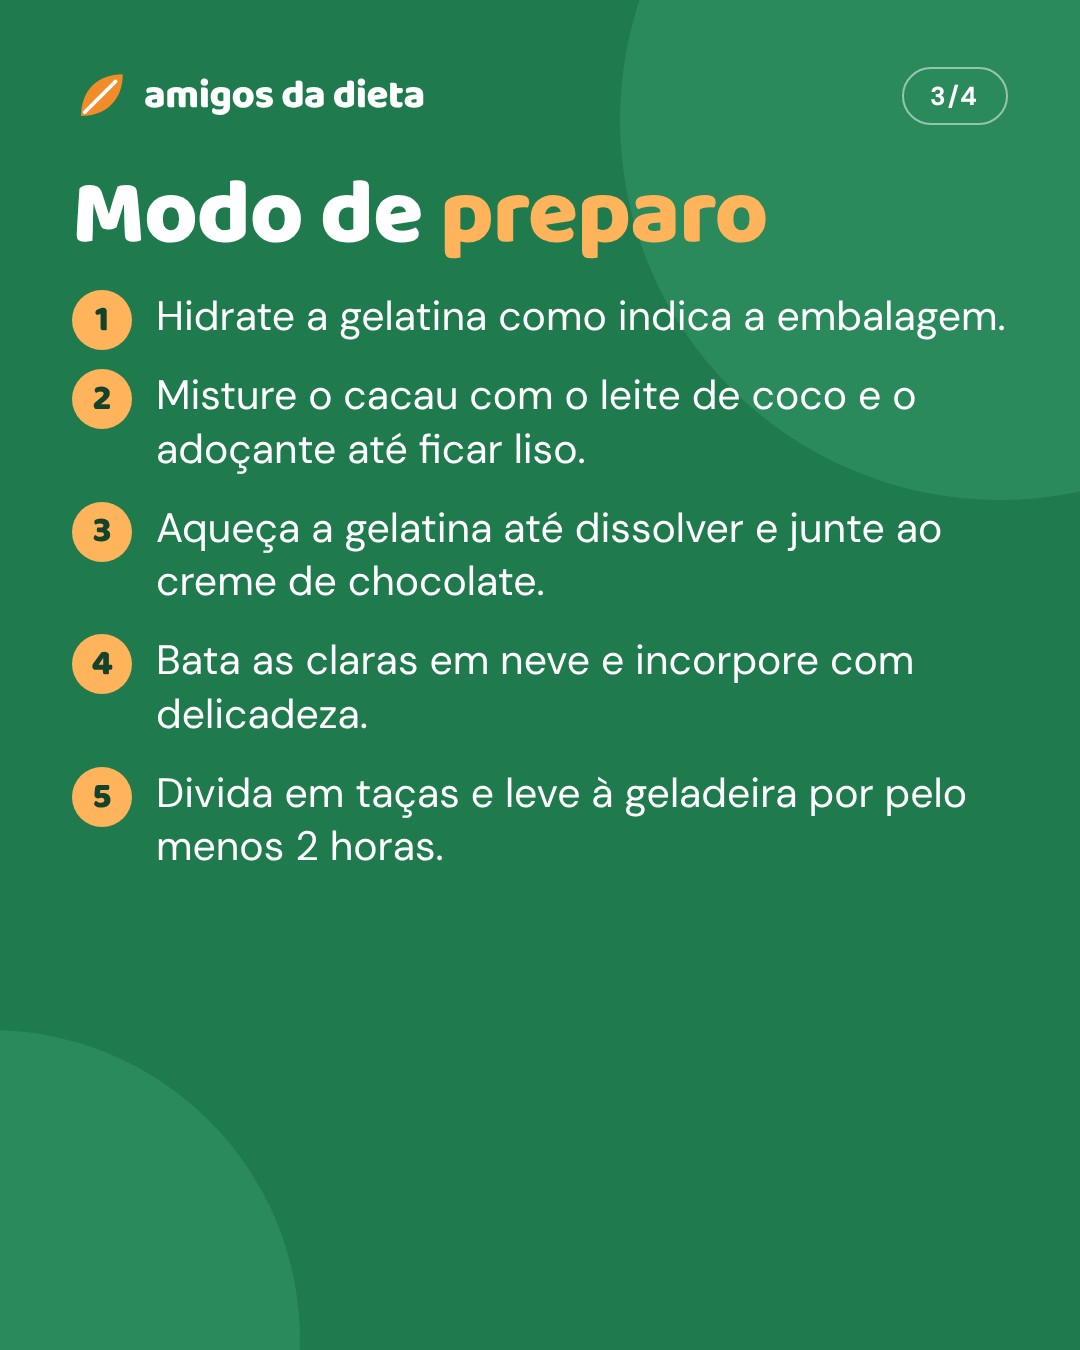 amigos da dieta
3/4
Modo de preparo
1 Hidrate a gelatina como indica a embalagem.
2 Misture o cacau com o leite de coco e o
adoçante até ficar liso.
3 Aqueça a gelatina até dissolver e junte ao
creme de chocolate.
4 Bata as claras em neve e incorpore com
delicadeza.
5 Divida em taças e leve à geladeira por pelo
menos 2 horas.